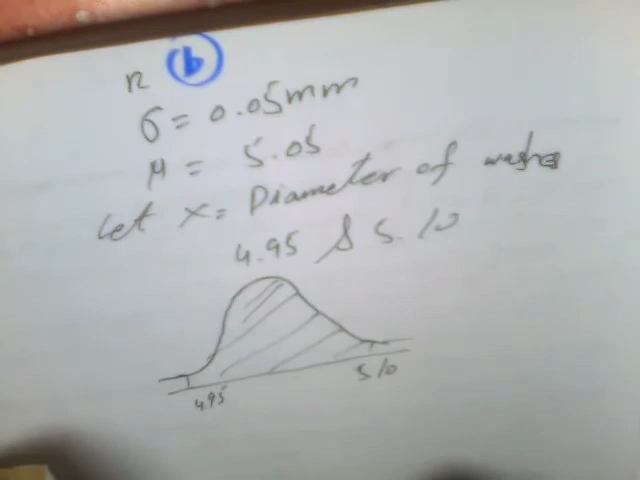 n (b)
σ = 0.05mm
μ = 5.05
Let X = Diameter of washer
4.95 & 5.10
4.95 5.10